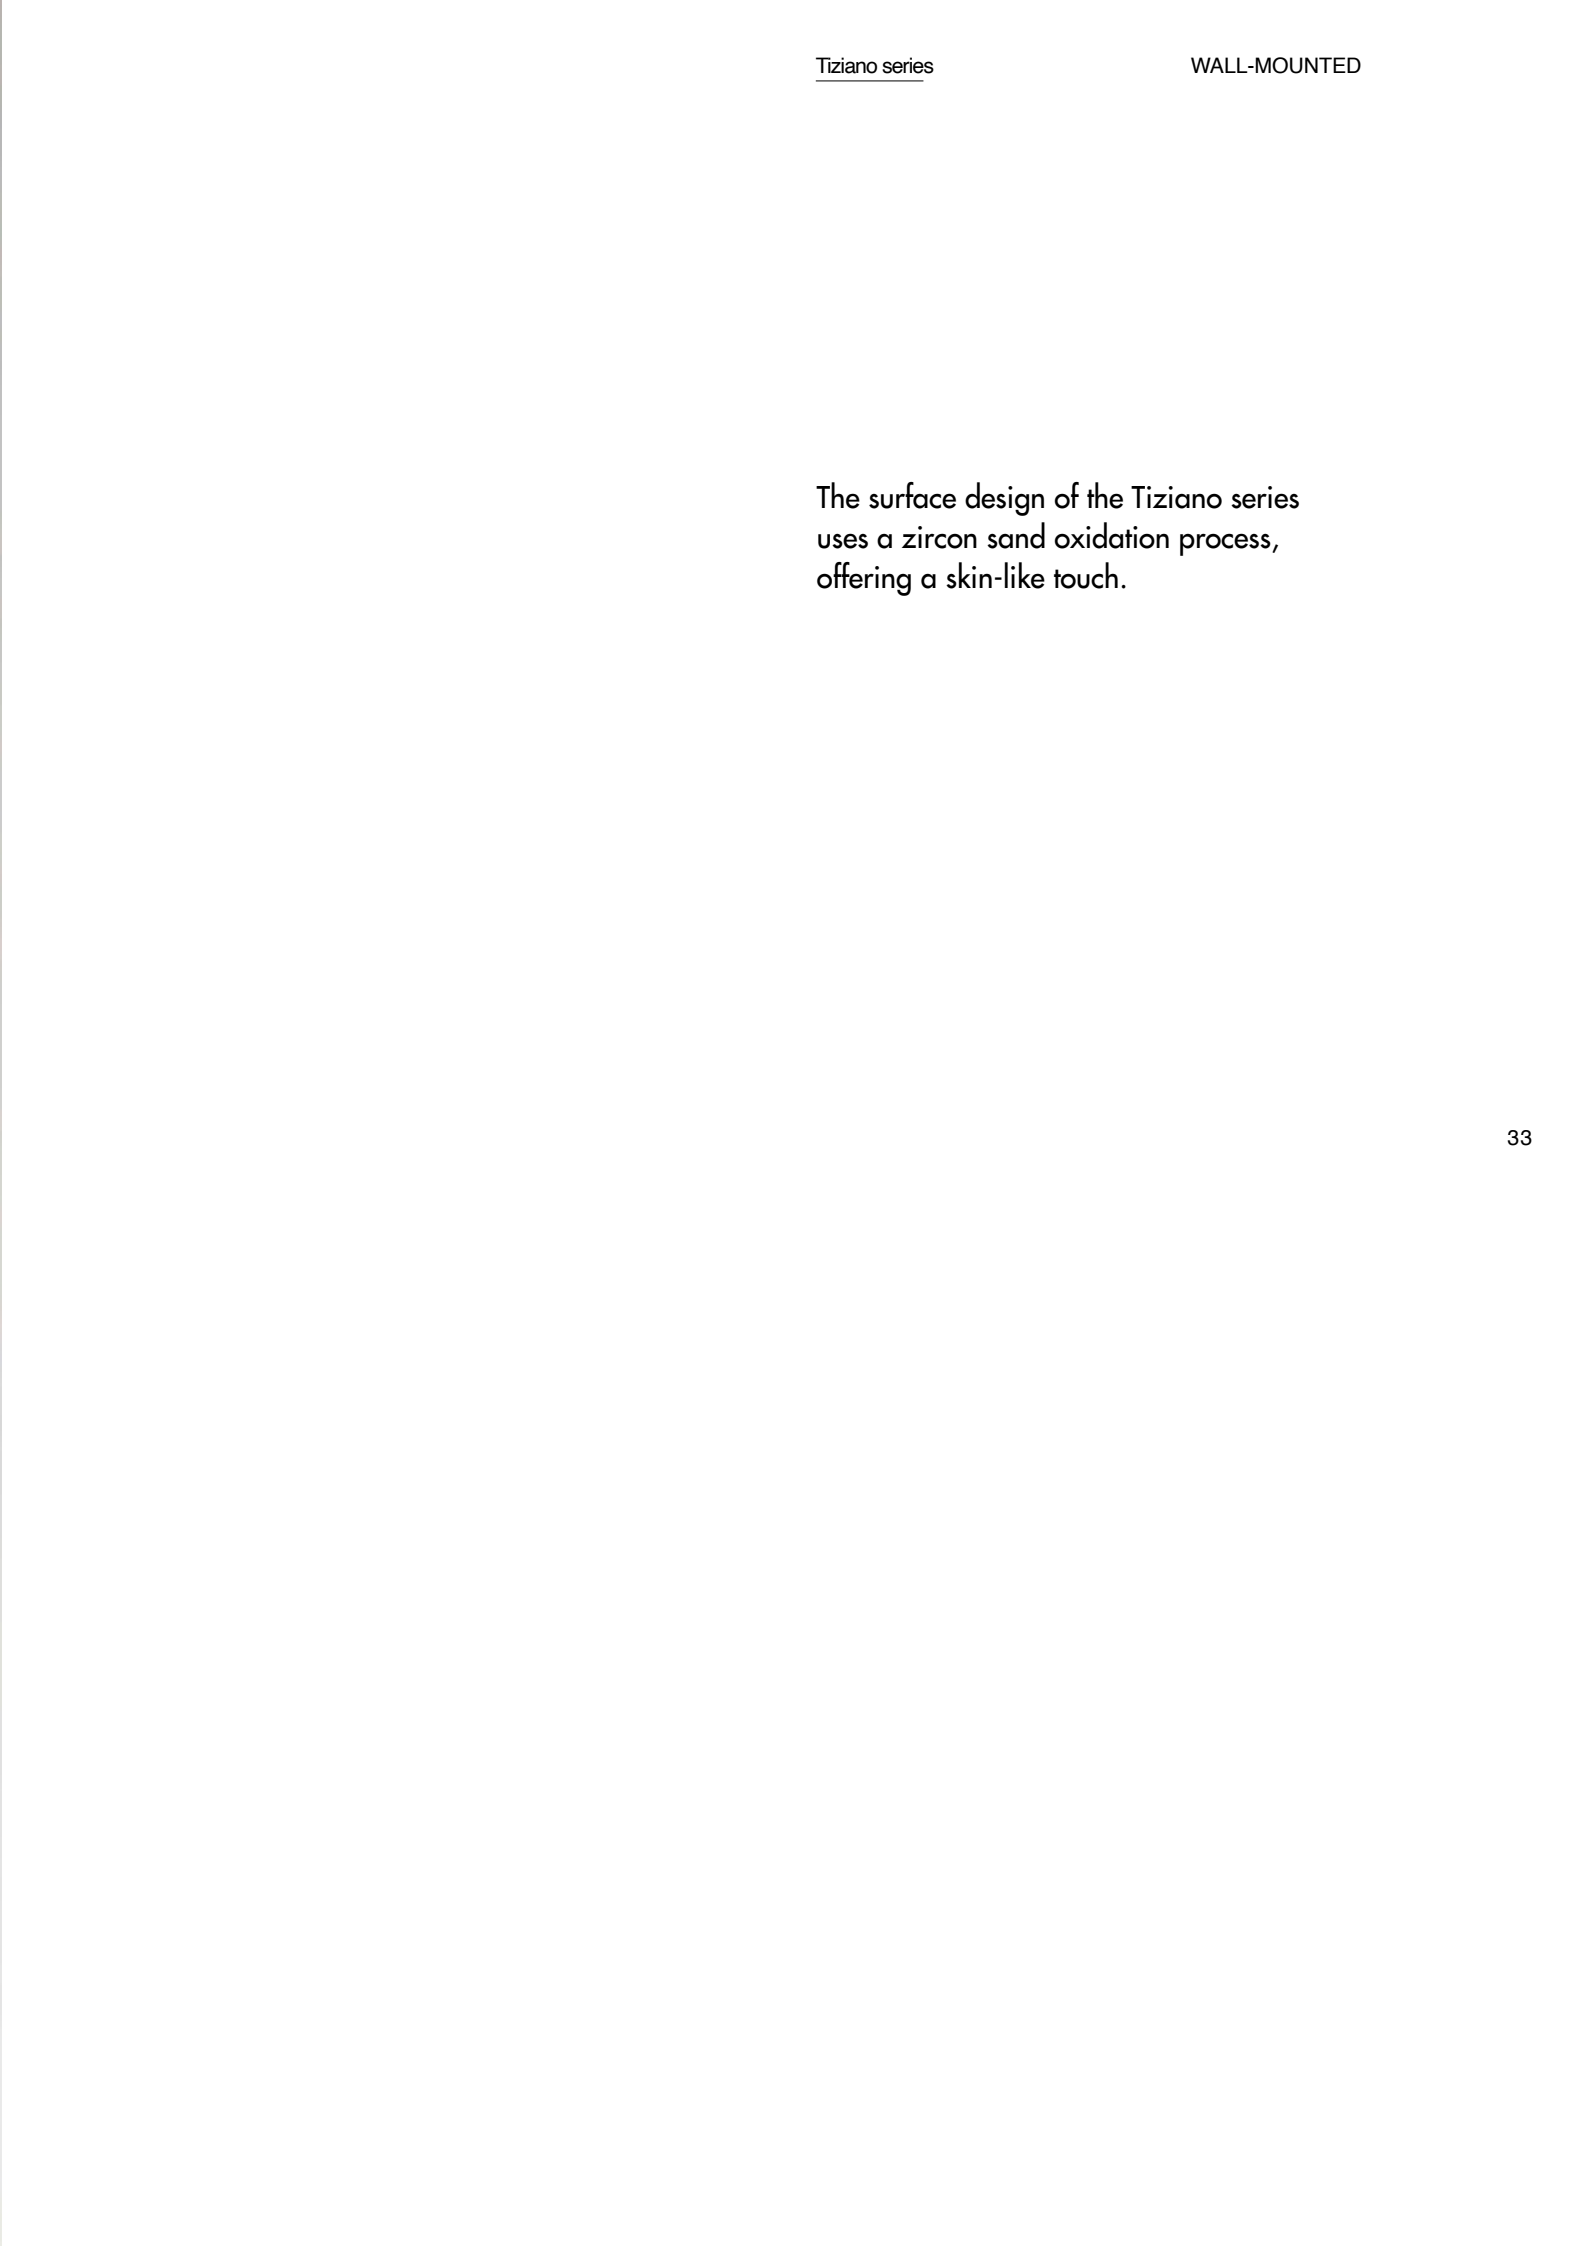 Tiziano series
WALL-MOUNTED
The surface design of the Tiziano series
uses a zircon sand oxidation process,
offering a skin-like touch.
33